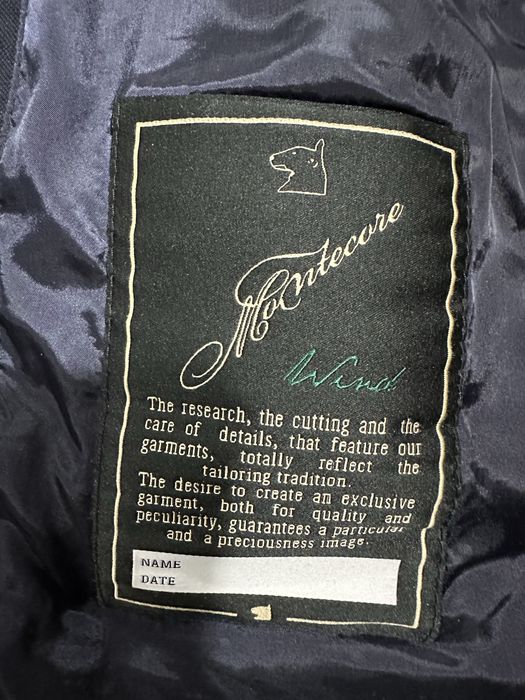 Montecore
Wind
The research, the cutting and the
care of details, that feature our
garments, totally reflect the
tailoring tradition.
The desire to create an exclusive
garment, both for quality and
peculiarity, guarantees a particular
and a preciousness image.
NAME
DATE